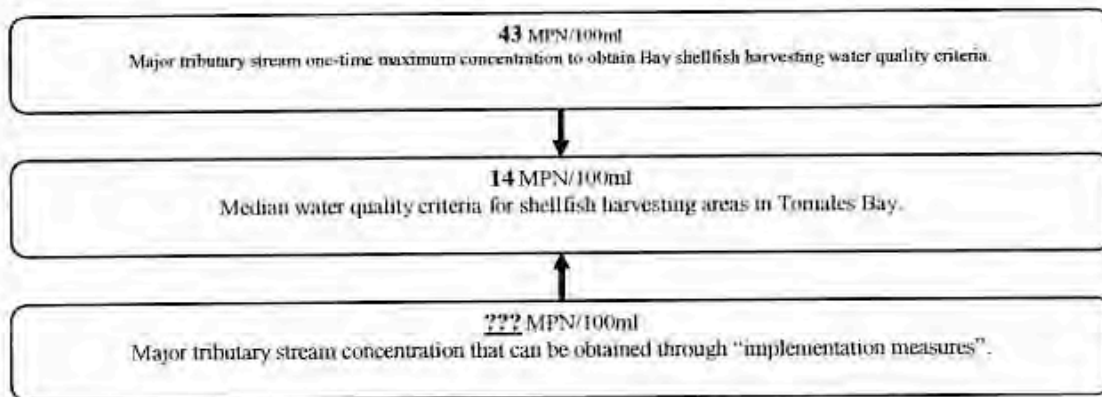 43 MPN/100ml
Major tributary stream one-time maximum concentration to obtain Bay shellfish harvesting water quality criteria.
14 MPN/100ml
Median water quality criteria for shellfish harvesting areas in Tomales Bay.
??? MPN/100ml
Major tributary stream concentration that can be obtained through “implementation measures”.